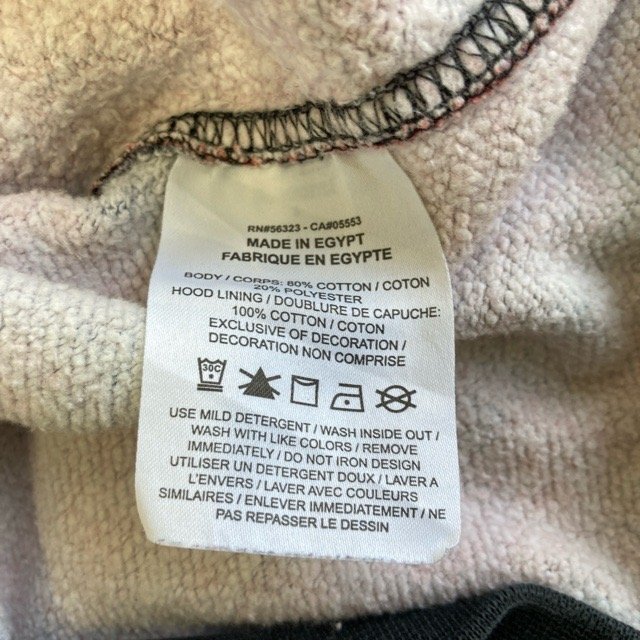 RN#56323 - CA#05553
MADE IN EGYPT
FABRIQUE EN EGYPTE
BODY / CORPS: 80% COTTON / COTON
20% POLYESTER
HOOD LINING / DOUBLURE DE CAPUCHE:
100% COTTON / COTON
EXCLUSIVE OF DECORATION /
DECORATION NON COMPRISE
30C
USE MILD DETERGENT / WASH INSIDE OUT /
WASH WITH LIKE COLORS / REMOVE
IMMEDIATELY / DO NOT IRON DESIGN
UTILISER UN DETERGENT DOUX / LAVER A
L'ENVERS / LAVER AVEC COULEURS
SIMILAIRES / ENLEVER IMMEDIATEMENT / NE
PAS REPASSER LE DESSIN